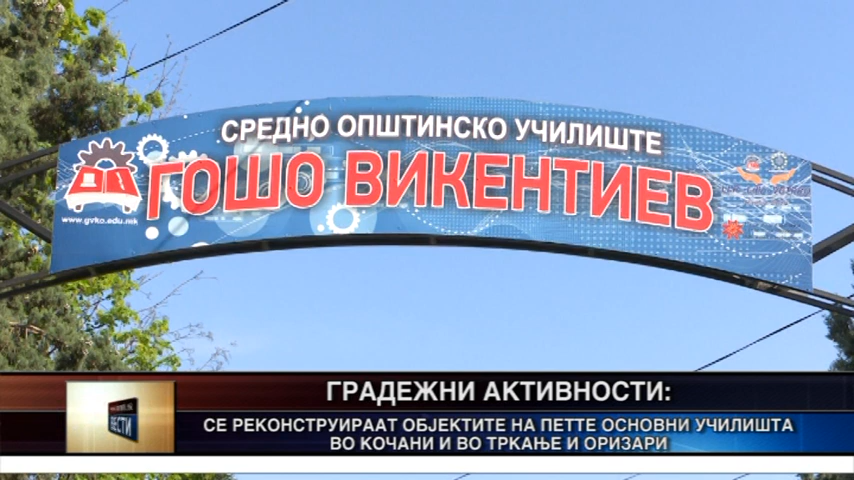 СРЕДНО ОПШТИНСКО УЧИЛИШТЕ
ГОШО ВИКЕНТИЕВ
www.gvko.edu.mk
ГРАДЕЖНИ АКТИВНОСТИ:
СЕ РЕКОНСТРУИРААТ ОБЈЕКТИТЕ НА ПЕТТЕ ОСНОВНИ УЧИЛИШТА
ВО КОЧАНИ И ВО ТРКАЊЕ И ОРИЗАРИ
ВЕСТИ